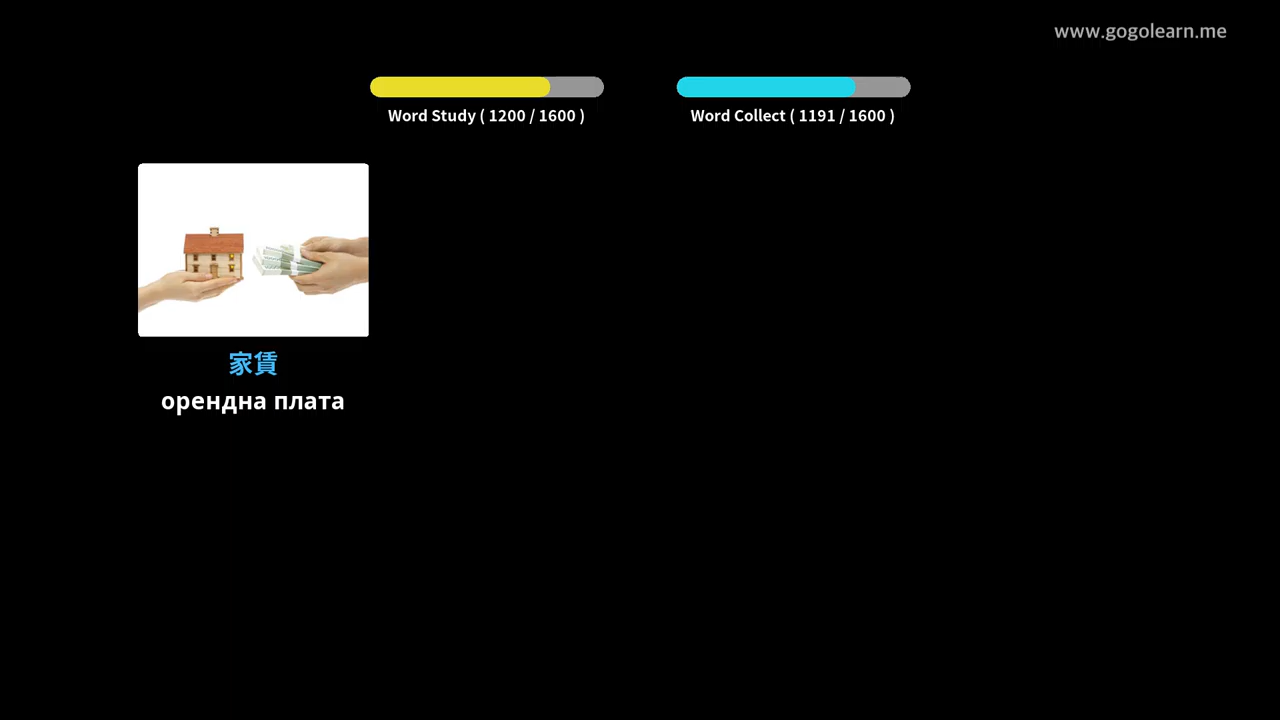 www.gogolearn.me
Word Study ( 1200 / 1600 )
Word Collect ( 1191 / 1600 )
家賃
орендна плата